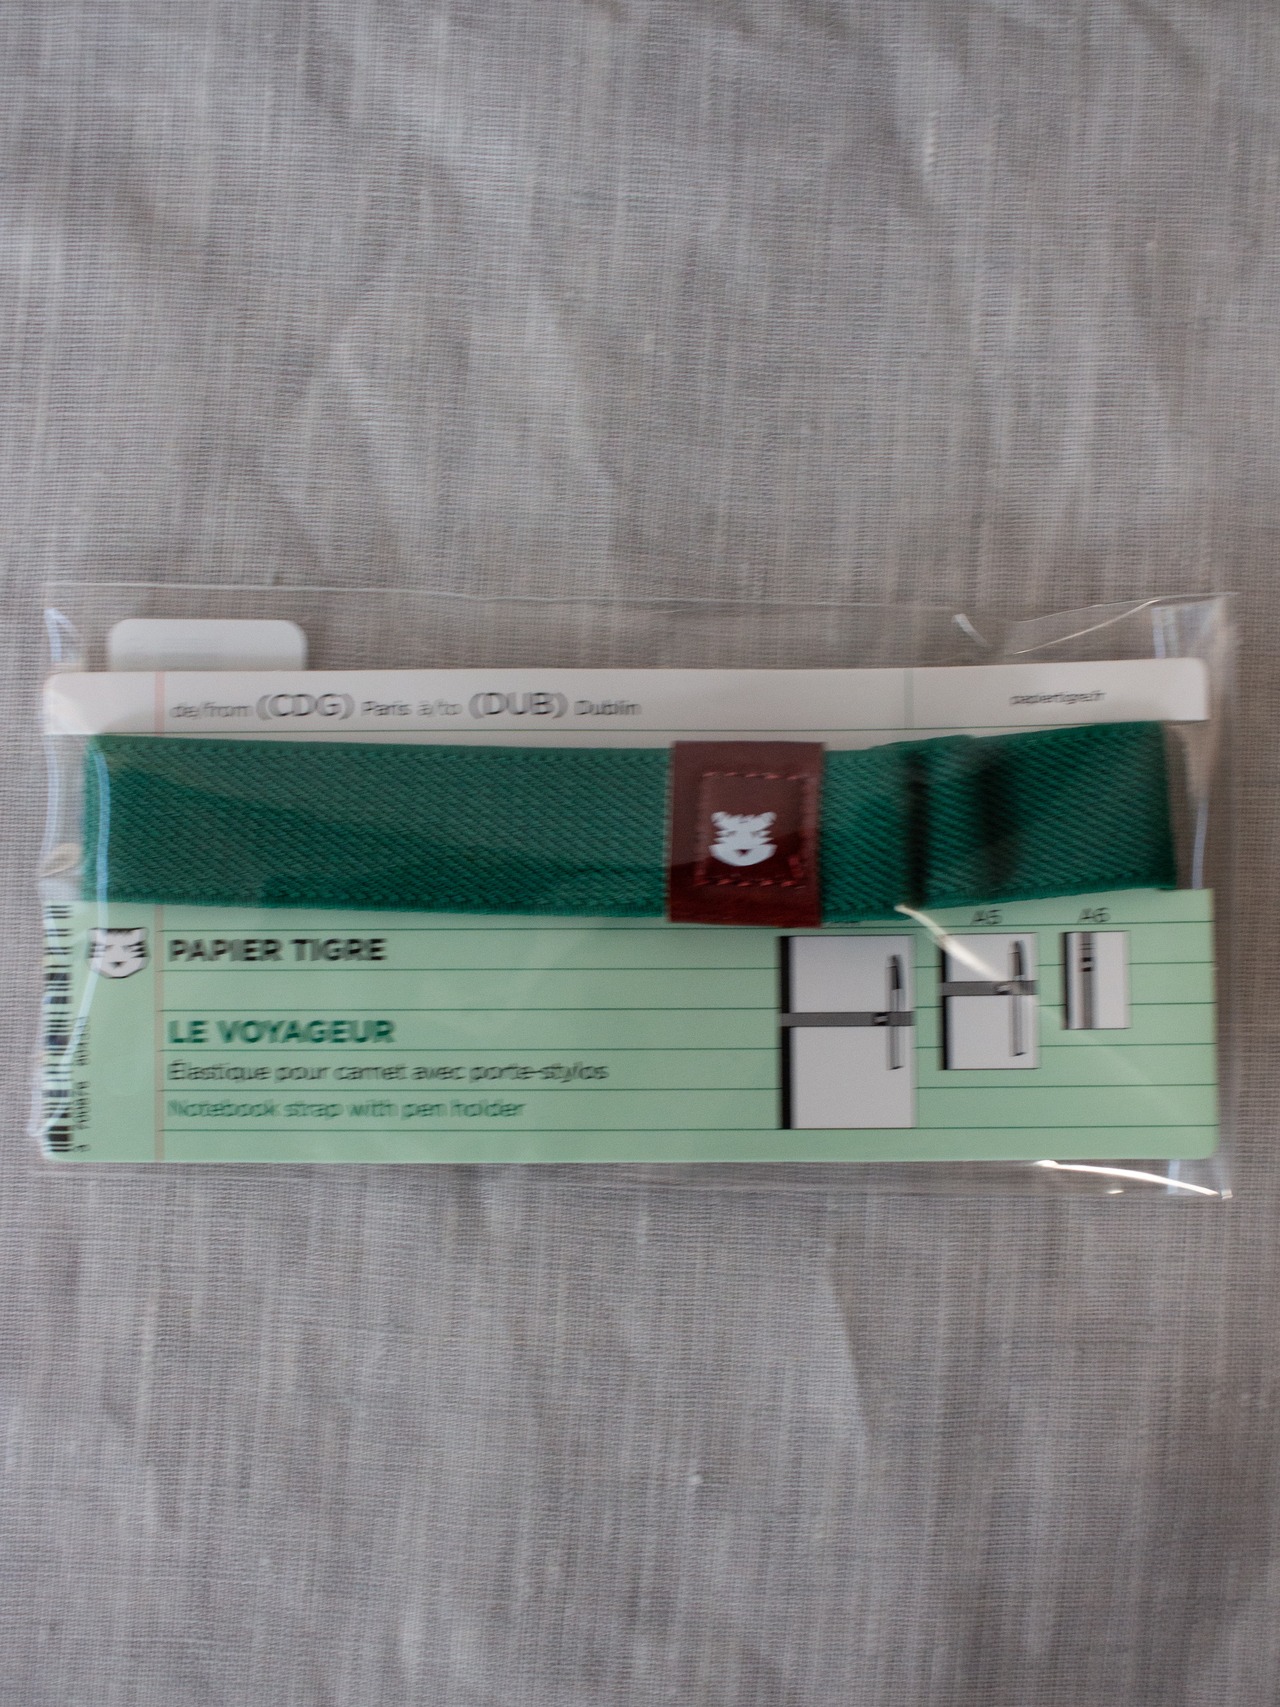 de/from (CDG) Paris à/to (DUB) Dublin
papiertigre.fr
A5
A6
PAPIER TIGRE
LE VOYAGEUR
Élastique pour carnet avec porte-stylos
Notebook strap with pen holder